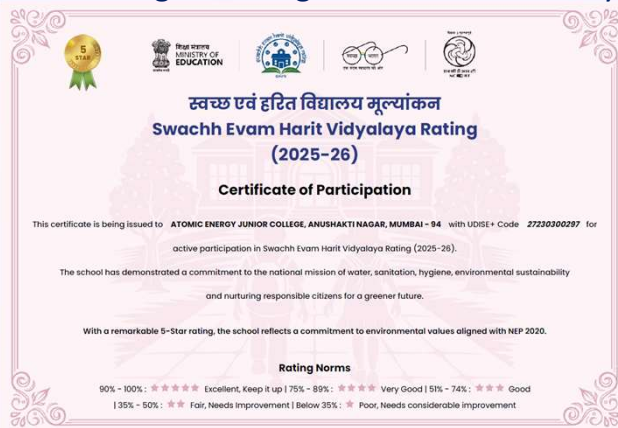 5
STAR
शिक्षा मंत्रालय
MINISTRY OF
EDUCATION
स्वच्छ एवं हरित विद्यालय मूल्यांकन
Swachh Evam Harit Vidyalaya Rating
(2025-26)
Certificate of Participation
This certificate is being issued to ATOMIC ENERGY JUNIOR COLLEGE, ANUSHAKTI NAGAR, MUMBAI - 94 with UDISE+ Code 27230300297 for
active participation in Swachh Evam Harit Vidyalaya Rating (2025-26).
The school has demonstrated a commitment to the national mission of water, sanitation, hygiene, environmental sustainability
and nurturing responsible citizens for a greener future.
With a remarkable 5-Star rating, the school reflects a commitment to environmental values aligned with NEP 2020.
Rating Norms
90% - 100% : ★★★★★ Excellent, Keep it up | 75% - 89% : ★★★★ Very Good | 51% - 74% : ★★★ Good
| 35% - 50% : ★★ Fair, Needs Improvement | Below 35% : ★ Poor, Needs considerable improvement